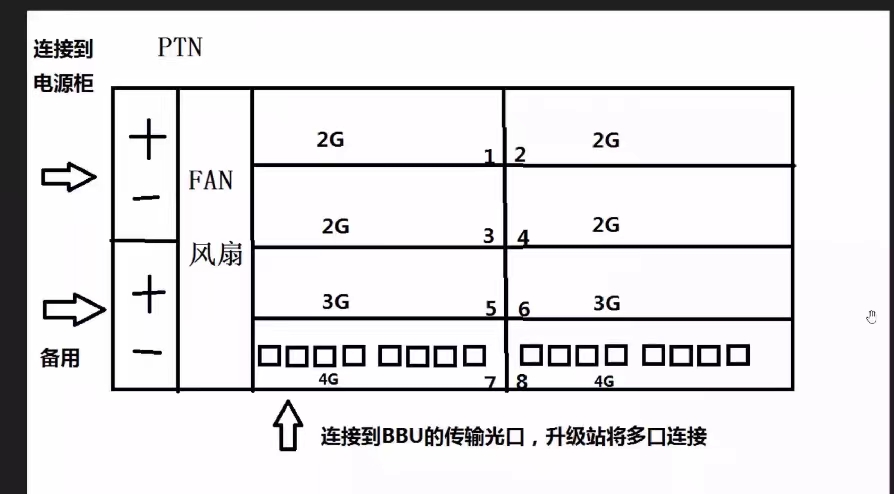 连接到 PTN
电源柜
+
2G 1 2 2G
FAN
−
2G 3 4 2G
风扇
+
3G 5 6 3G
备用
−
4G 7 8 4G
连接到BBU的传输光口，升级站将多口连接